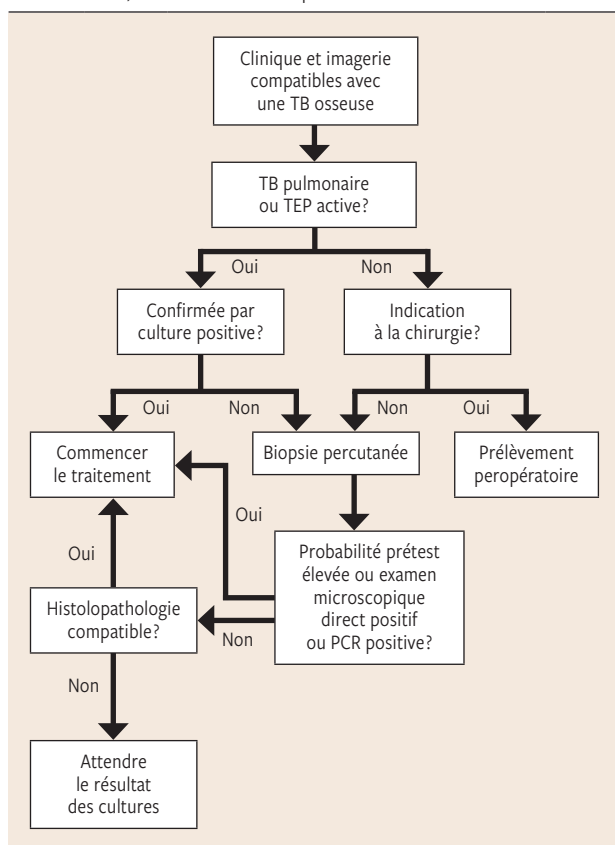 Clinique et imagerie
compatibles avec
une TB osseuse
TB pulmonaire
ou TEP active?
Oui
Non
Confirmée par
culture positive?
Indication
à la chirurgie?
Oui
Non
Non
Oui
Commencer
le traitement
Biopsie percutanée
Prélèvement
peropératoire
Oui
Oui
Probabilité prétest
élevée ou examen
microscopique
direct positif
ou PCR positive?
Histolopathologie
compatible?
Non
Non
Attendre
le résultat
des cultures